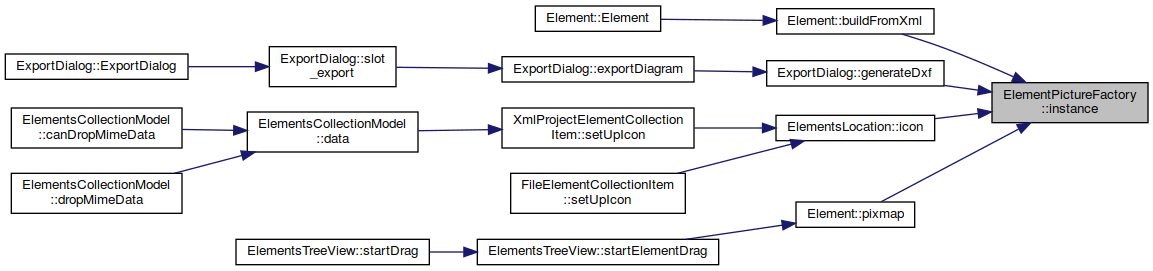 Element::Element
Element::buildFromXml
ExportDialog::ExportDialog
ExportDialog::slot
_export
ExportDialog::exportDiagram
ExportDialog::generateDxf
ElementPictureFactory
::instance
ElementsCollectionModel
::canDropMimeData
ElementsCollectionModel
::data
XmlProjectElementCollection
Item::setUpIcon
ElementsLocation::icon
ElementsCollectionModel
::dropMimeData
FileElementCollectionItem
::setUpIcon
Element::pixmap
ElementsTreeView::startDrag
ElementsTreeView::startElementDrag